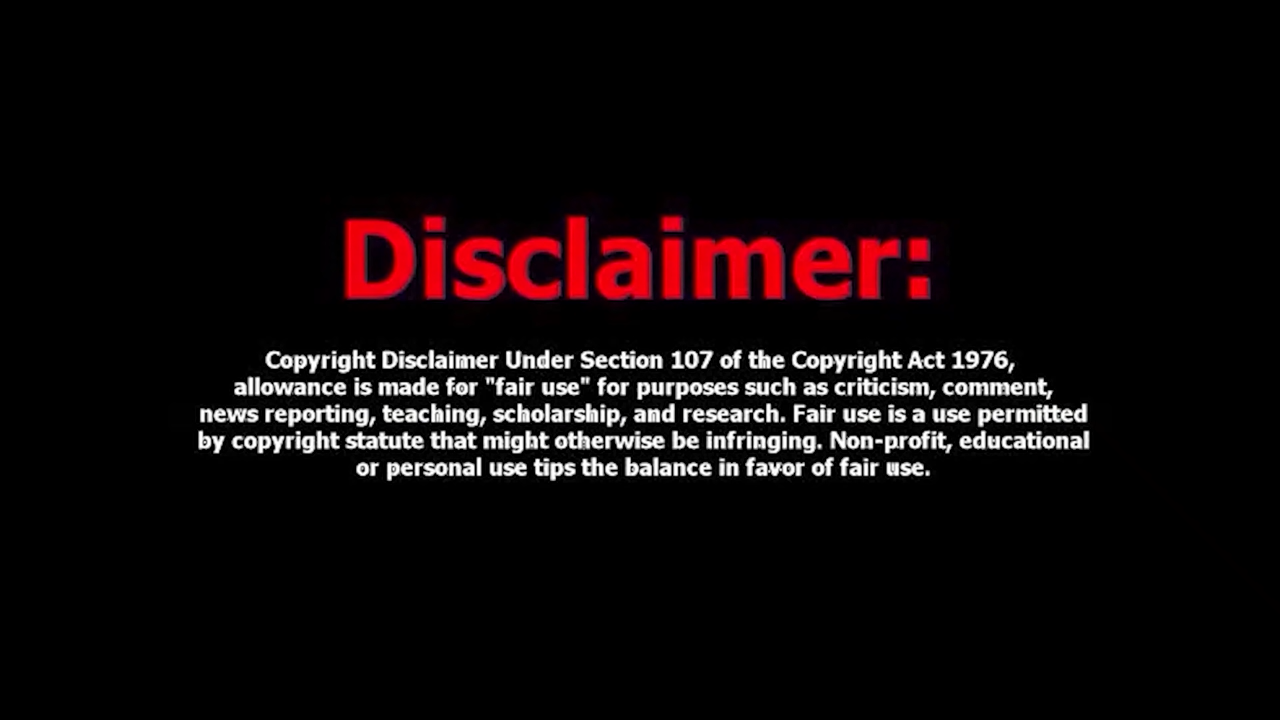 Disclaimer:
Copyright Disclaimer Under Section 107 of the Copyright Act 1976,
allowance is made for "fair use" for purposes such as criticism, comment,
news reporting, teaching, scholarship, and research. Fair use is a use permitted
by copyright statute that might otherwise be infringing. Non-profit, educational
or personal use tips the balance in favor of fair use.